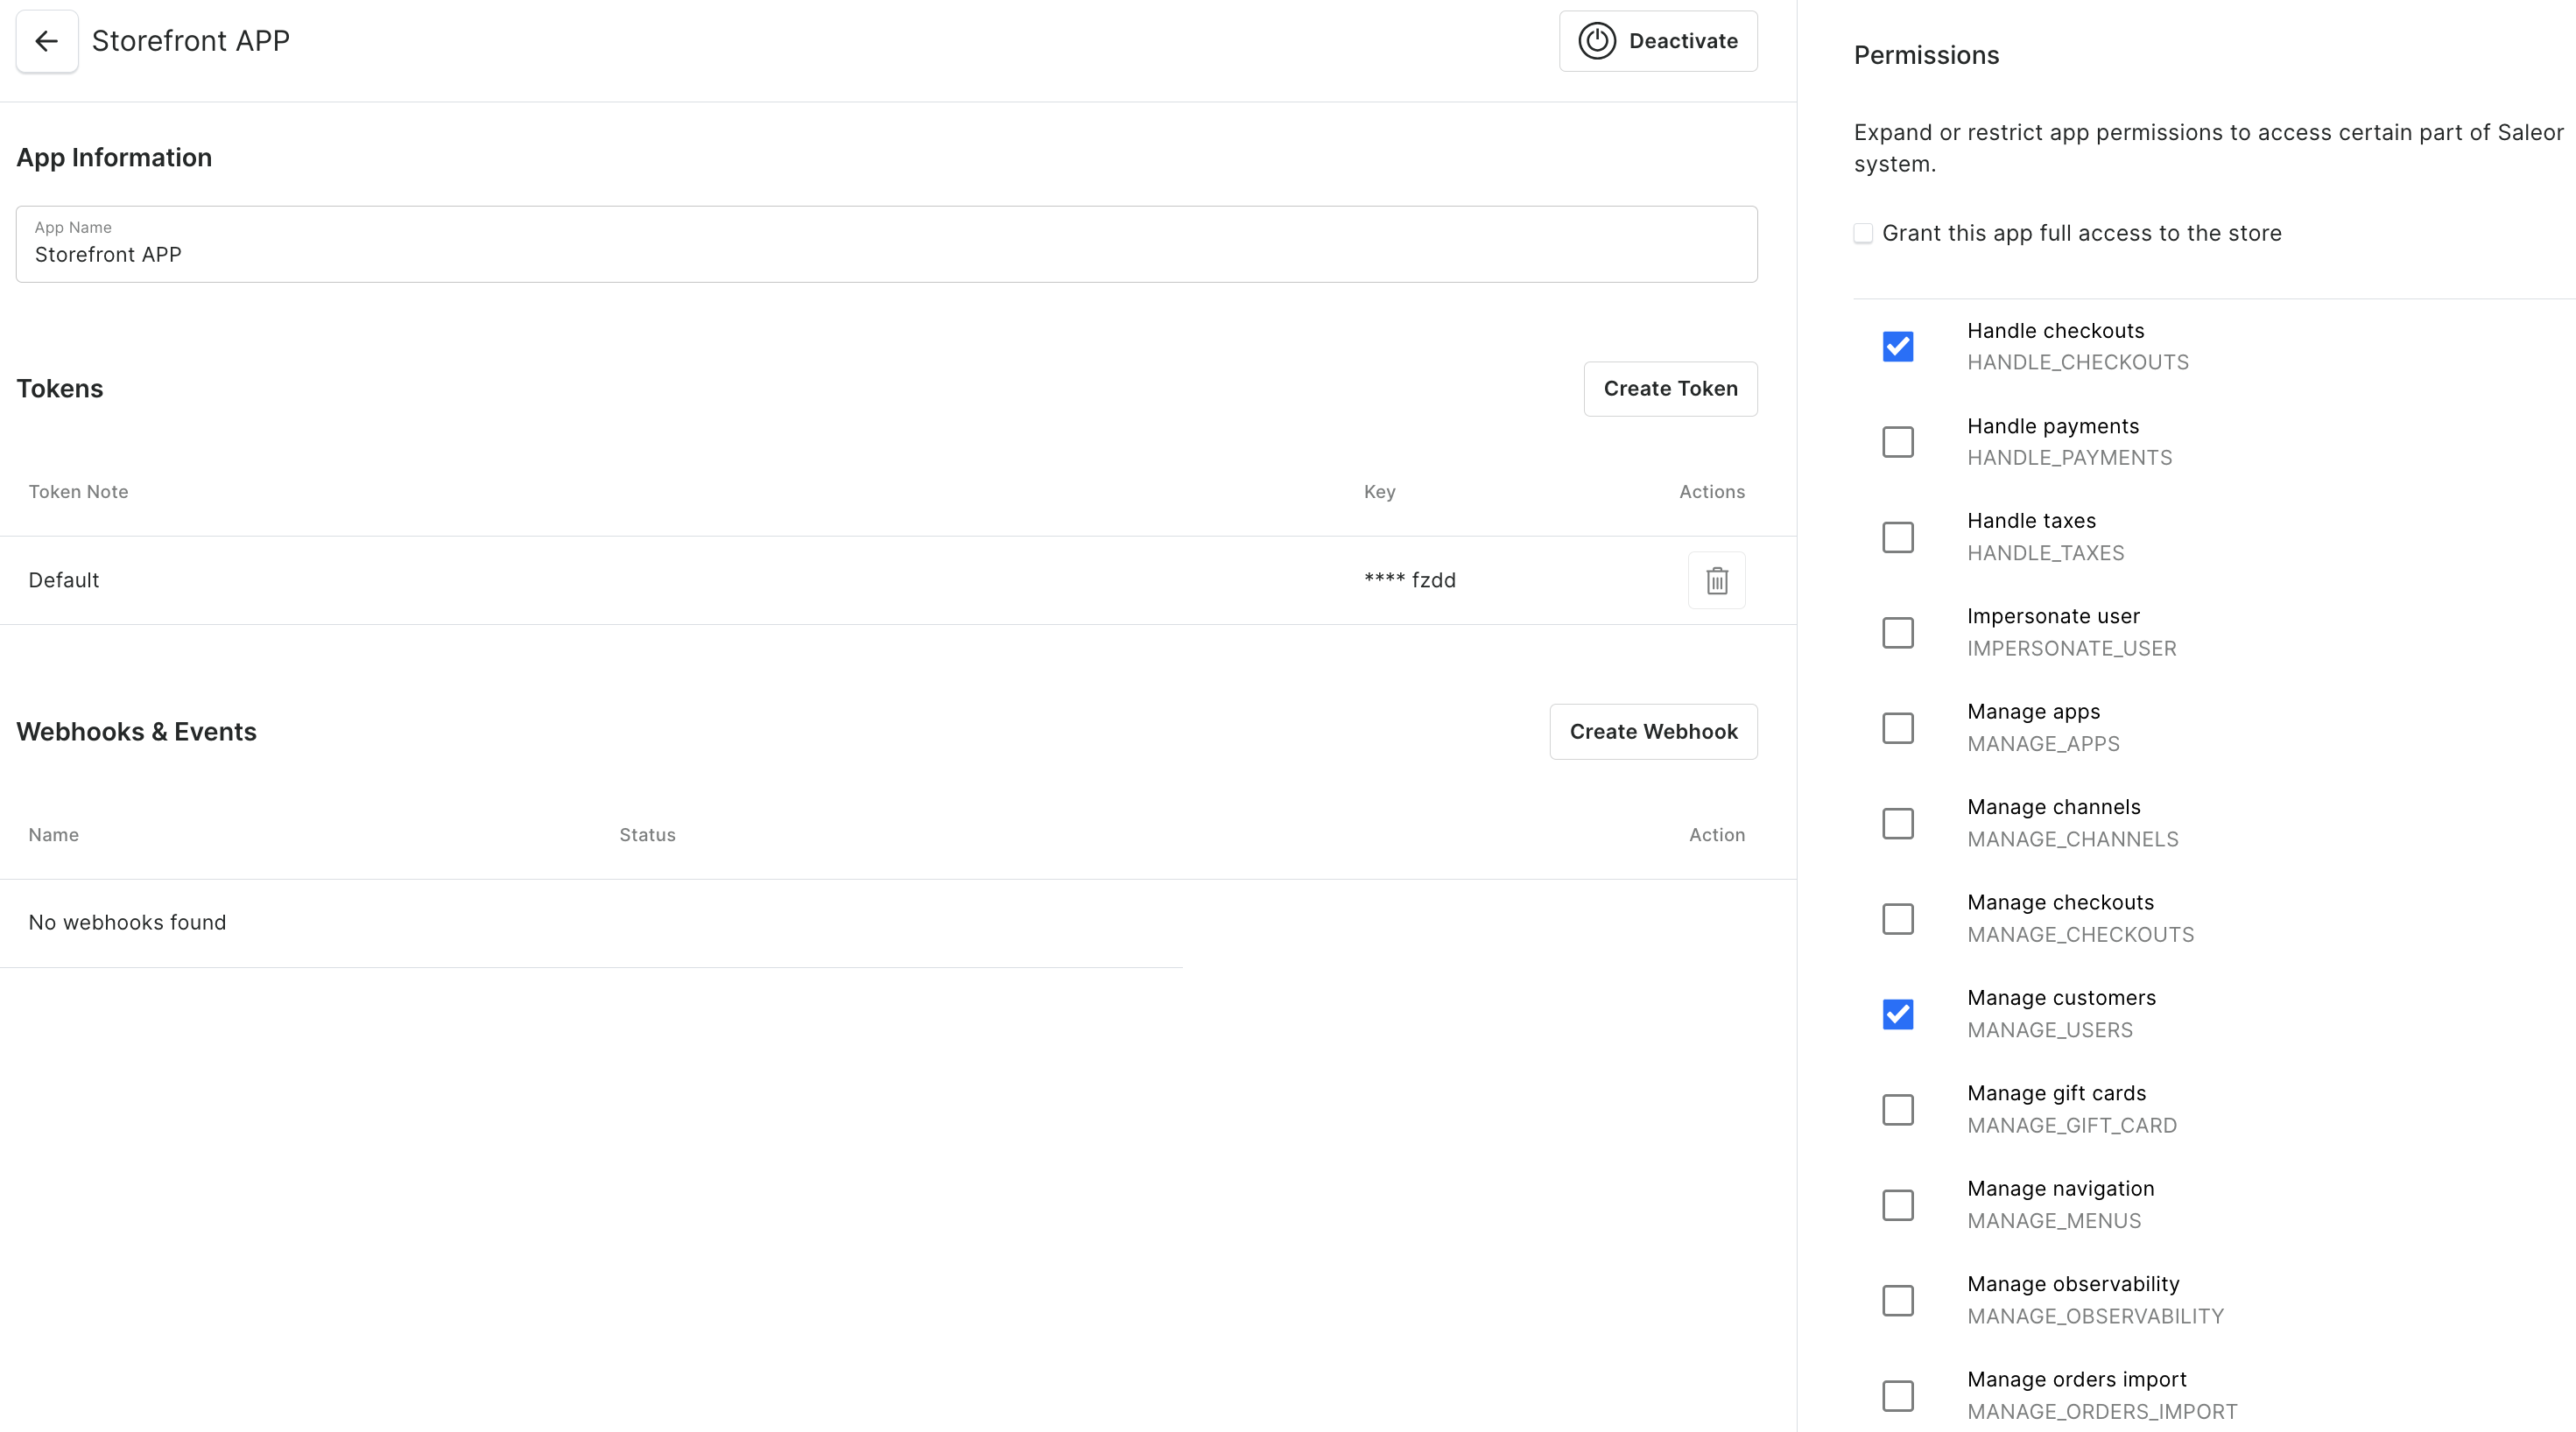 Storefront APP
Deactivate
App Information
App Name
Storefront APP
Tokens
Create Token
Token Note
Key
Actions
Default
**** fzdd
Webhooks & Events
Create Webhook
Name
Status
Action
No webhooks found
Permissions
Expand or restrict app permissions to access certain part of Saleor
system.
Grant this app full access to the store
Handle checkouts
HANDLE_CHECKOUTS
Handle payments
HANDLE_PAYMENTS
Handle taxes
HANDLE_TAXES
Impersonate user
IMPERSONATE_USER
Manage apps
MANAGE_APPS
Manage channels
MANAGE_CHANNELS
Manage checkouts
MANAGE_CHECKOUTS
Manage customers
MANAGE_USERS
Manage gift cards
MANAGE_GIFT_CARD
Manage navigation
MANAGE_MENUS
Manage observability
MANAGE_OBSERVABILITY
Manage orders import
MANAGE_ORDERS_IMPORT